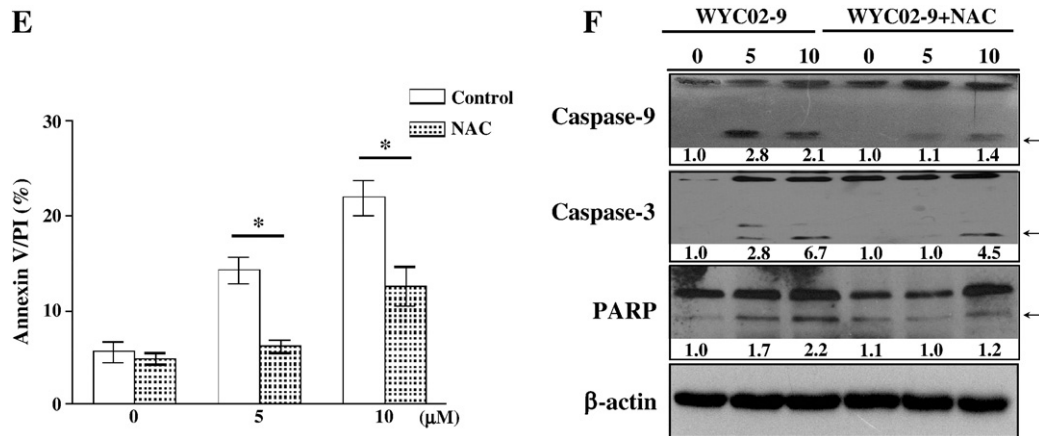 E
Control
NAC
30
20
10
0
Annexin V/PI (%)
*
*
0 5 10 (μM)
F
WYC02-9 WYC02-9+NAC
0 5 10 0 5 10
Caspase-9 ←
1.0 2.8 2.1 1.0 1.1 1.4
Caspase-3 ←
1.0 2.8 6.7 1.0 1.0 4.5
PARP ←
1.0 1.7 2.2 1.1 1.0 1.2
β-actin